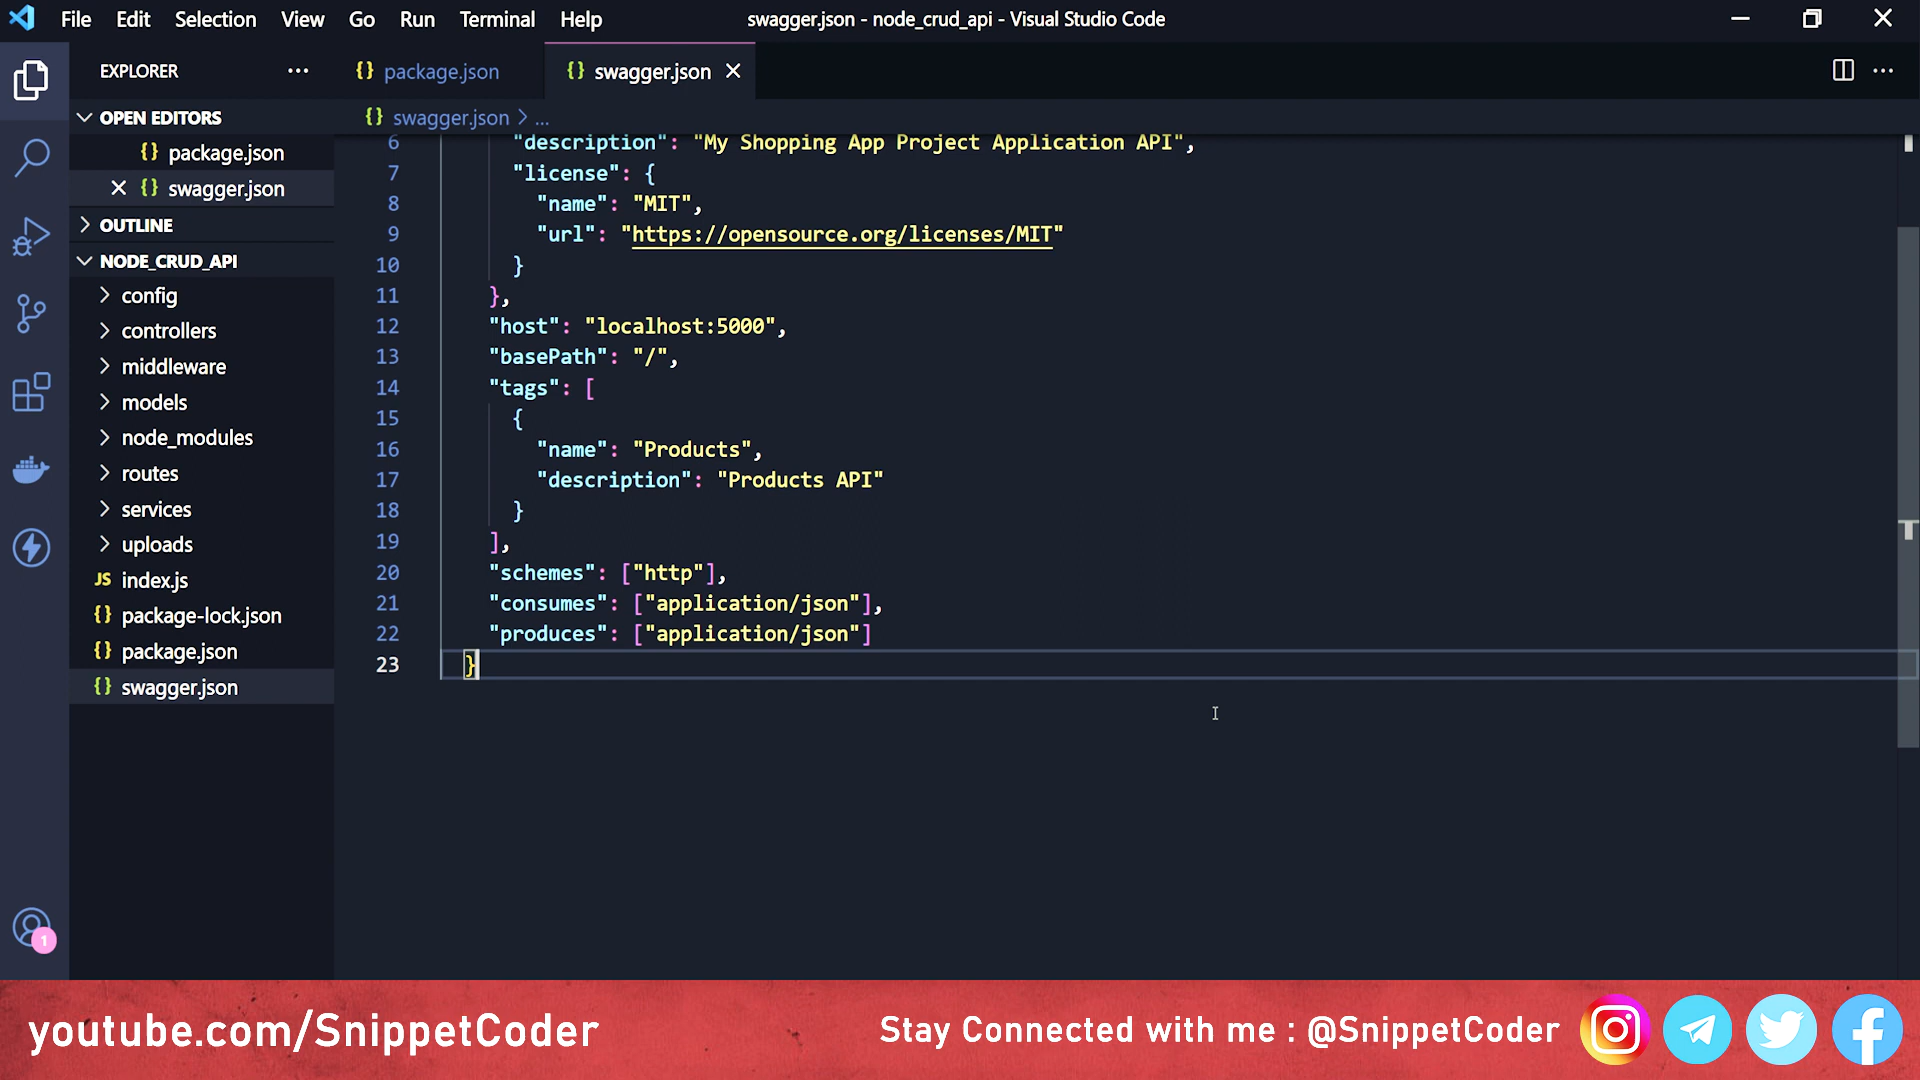 File Edit Selection View Go Run Terminal Help
swagger.json - node_crud_api - Visual Studio Code
EXPLORER
OPEN EDITORS
{} package.json
{} swagger.json
OUTLINE
NODE_CRUD_API
config
controllers
middleware
models
node_modules
routes
services
uploads
JS index.js
{} package-lock.json
{} package.json
{} swagger.json
1
{} package.json
{} swagger.json
{} swagger.json > ...
6 "description": "My Shopping App Project Application API",
7 "license": {
8 "name": "MIT",
9 "url": "https://opensource.org/licenses/MIT"
10 }
11 },
12 "host": "localhost:5000",
13 "basePath": "/",
14 "tags": [
15 {
16 "name": "Products",
17 "description": "Products API"
18 }
19 ],
20 "schemes": ["http"],
21 "consumes": ["application/json"],
22 "produces": ["application/json"]
23 }
youtube.com/SnippetCoder
Stay Connected with me : @SnippetCoder